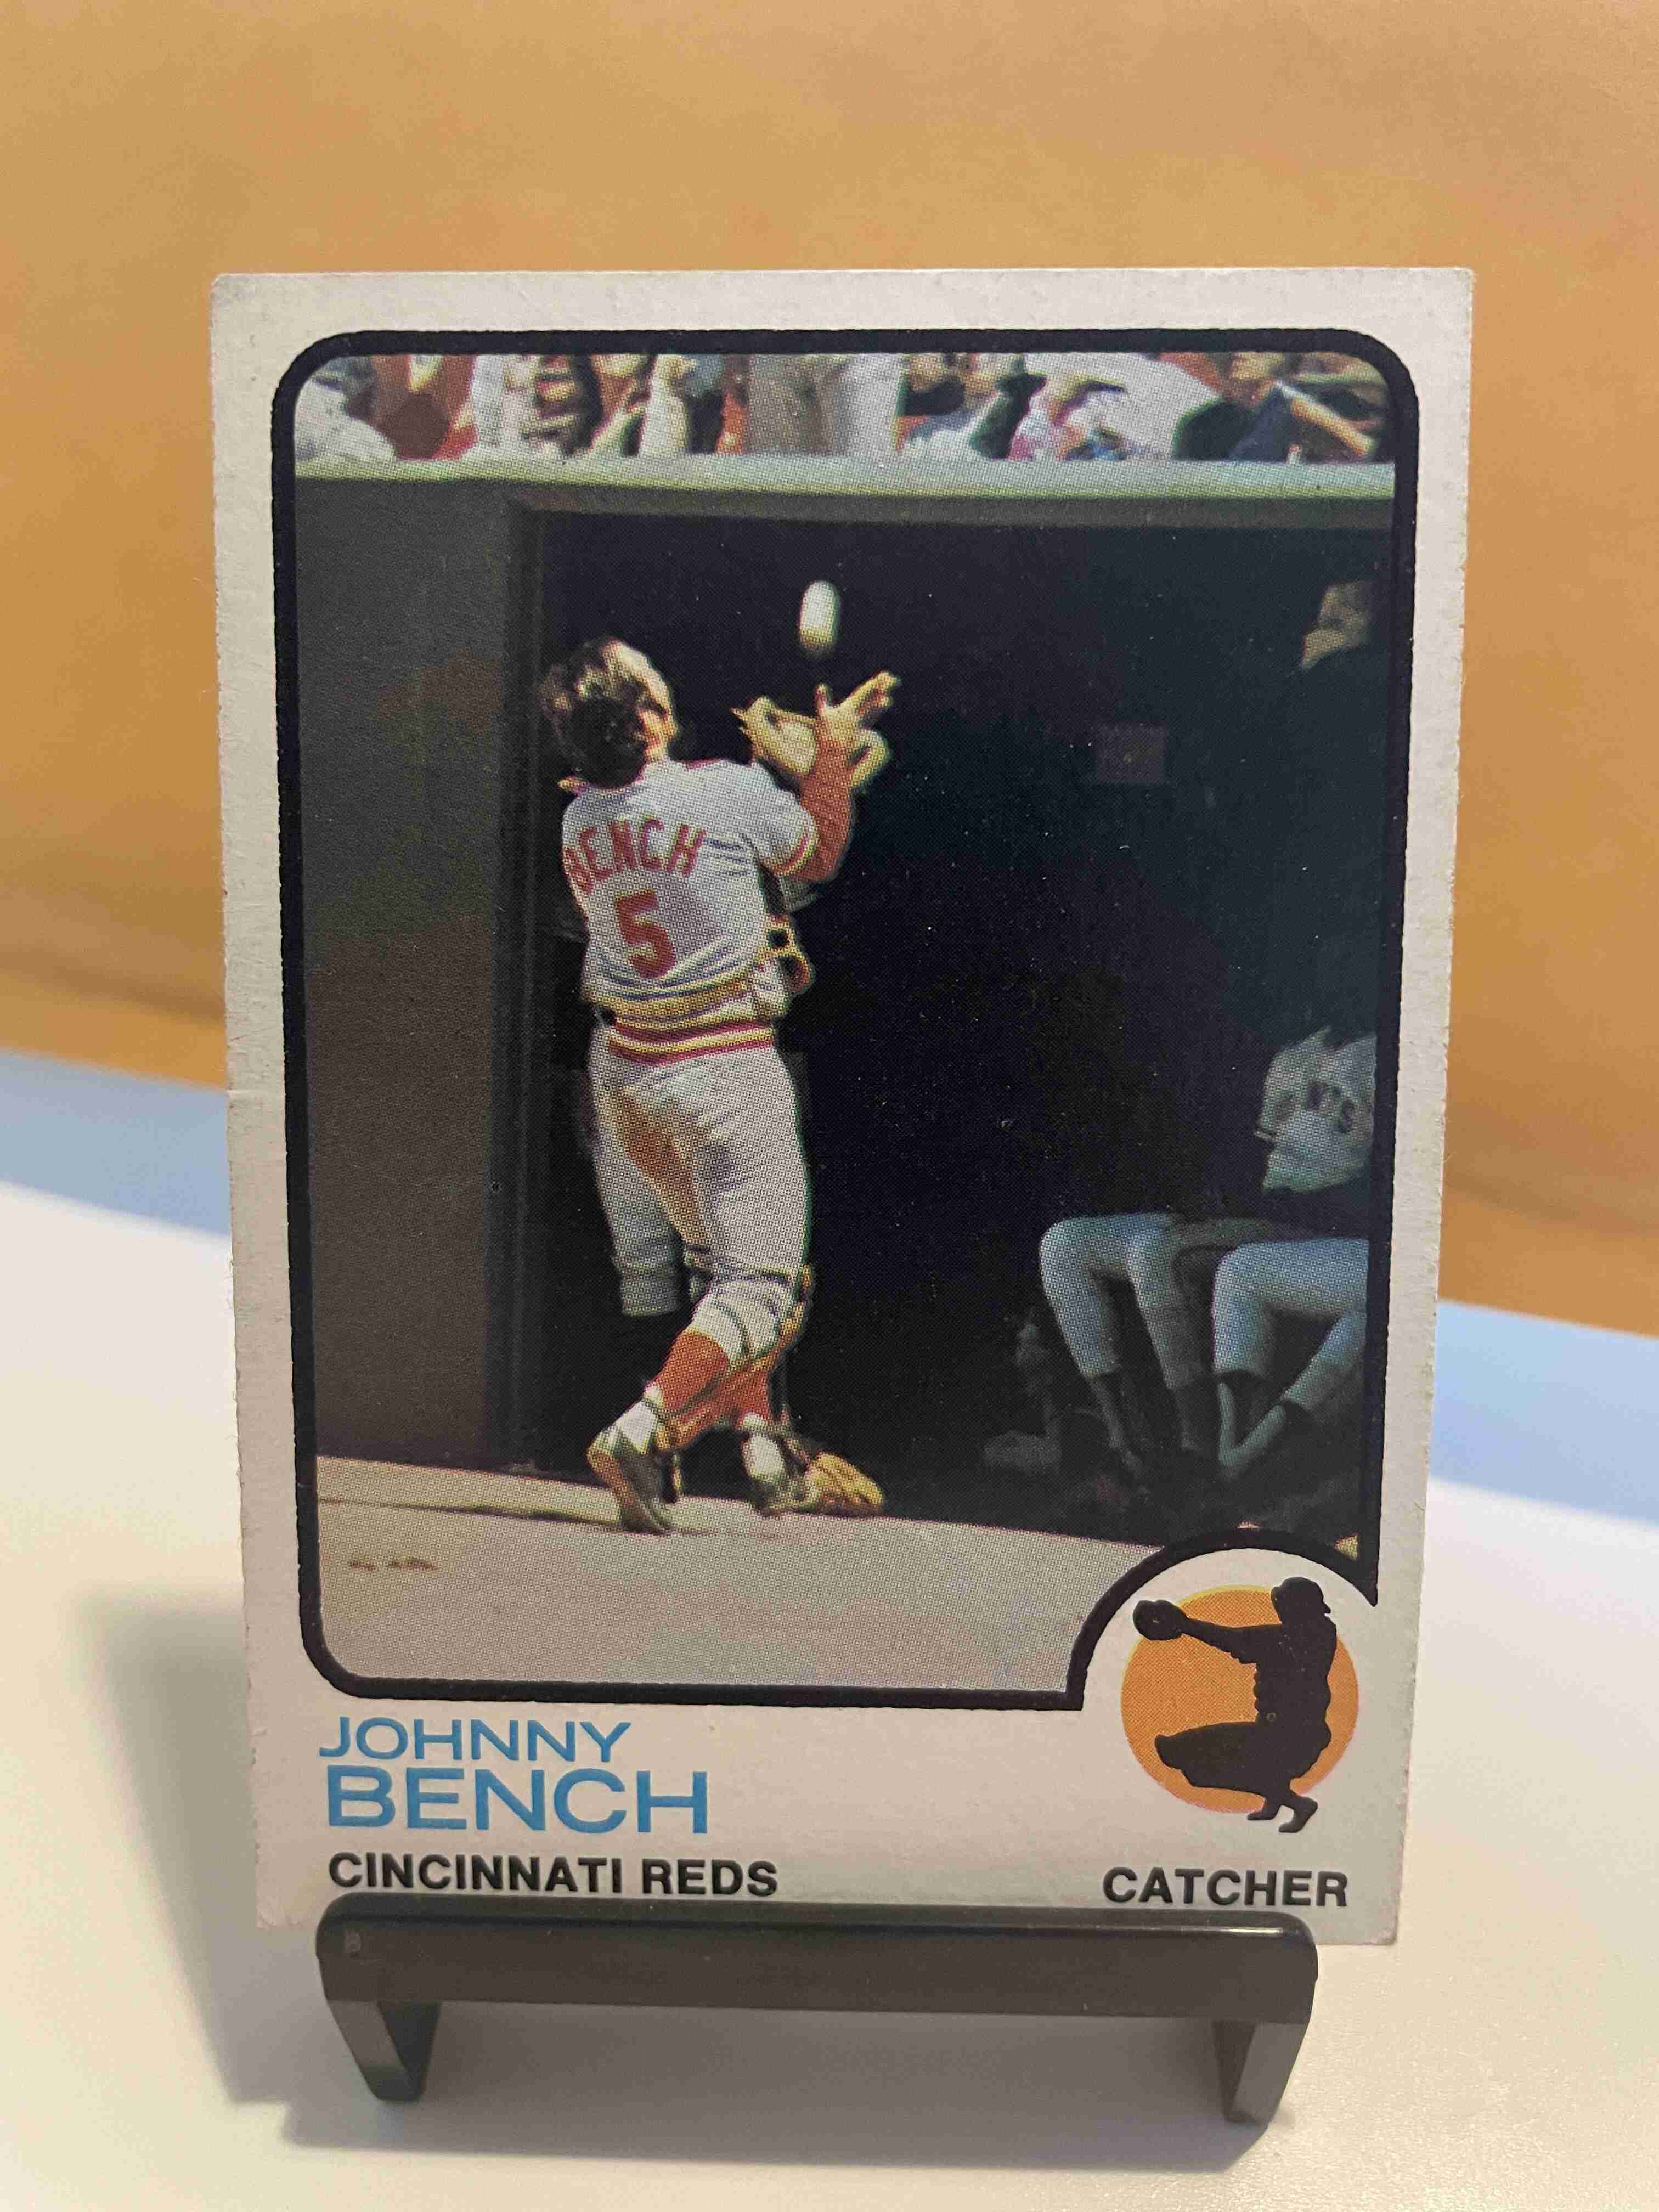 BENCH
5
JOHNNY
BENCH
CINCINNATI REDS
CATCHER